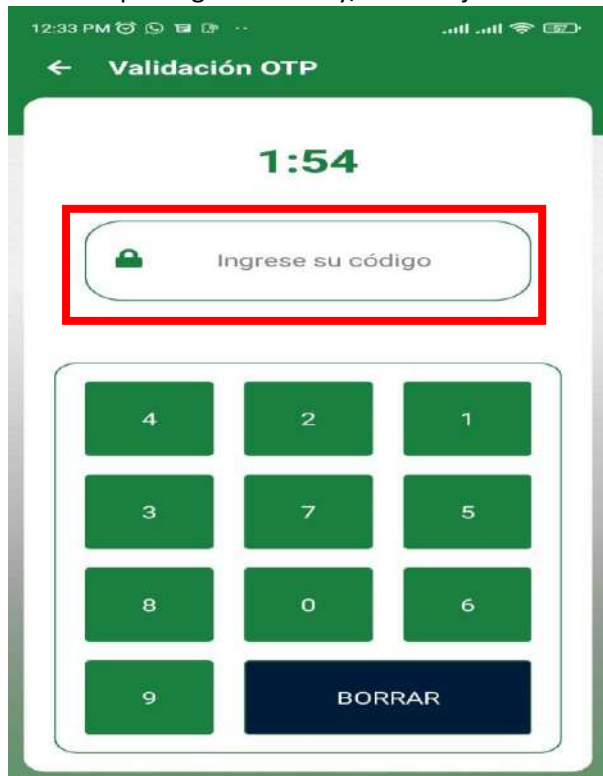 12:33 PM
Validación OTP
1:54
Ingrese su código
4 2 1
3 7 5
8 0 6
9 BORRAR